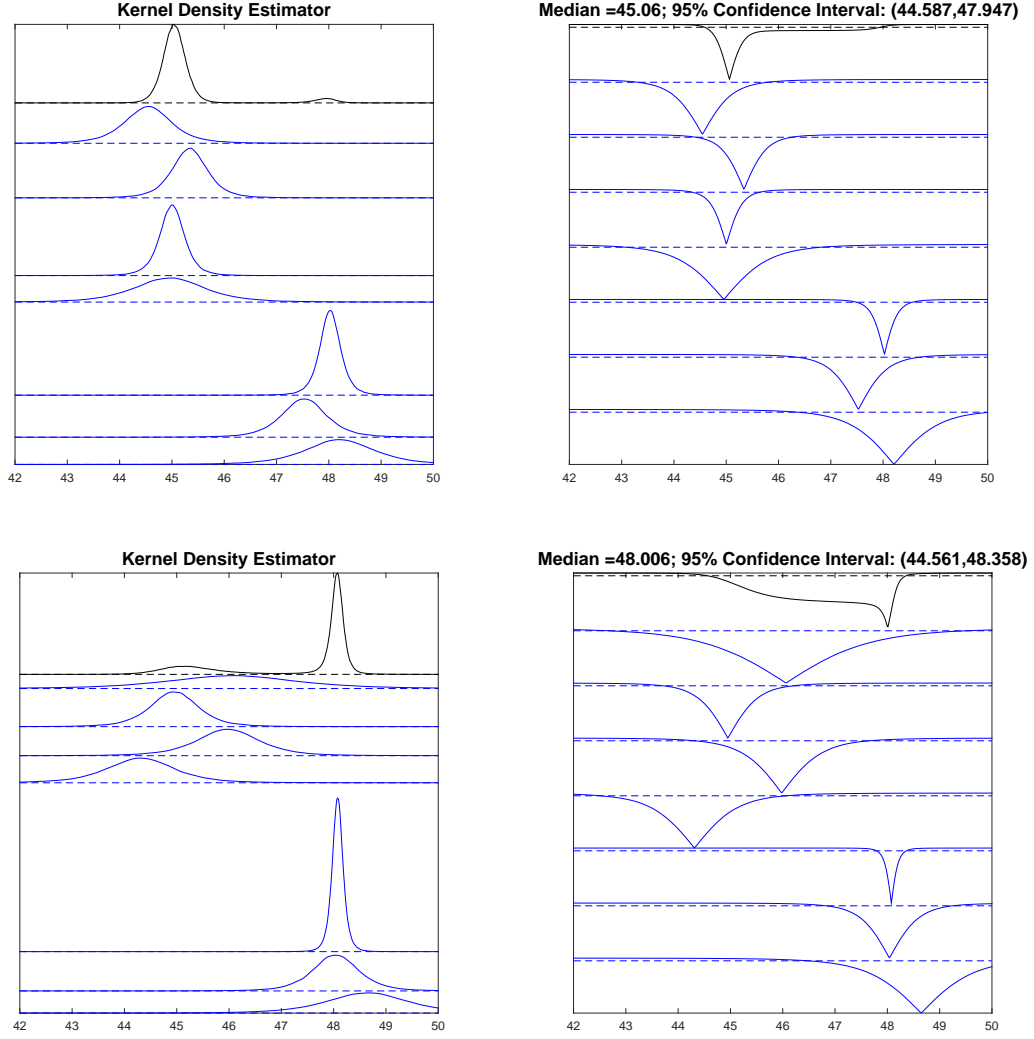 Kernel Density Estimator
Median =45.06; 95% Confidence Interval: (44.587,47.947)
42 43 44 45 46 47 48 49 50
42 43 44 45 46 47 48 49 50
Kernel Density Estimator
Median =48.006; 95% Confidence Interval: (44.561,48.358)
42 43 44 45 46 47 48 49 50
42 43 44 45 46 47 48 49 50